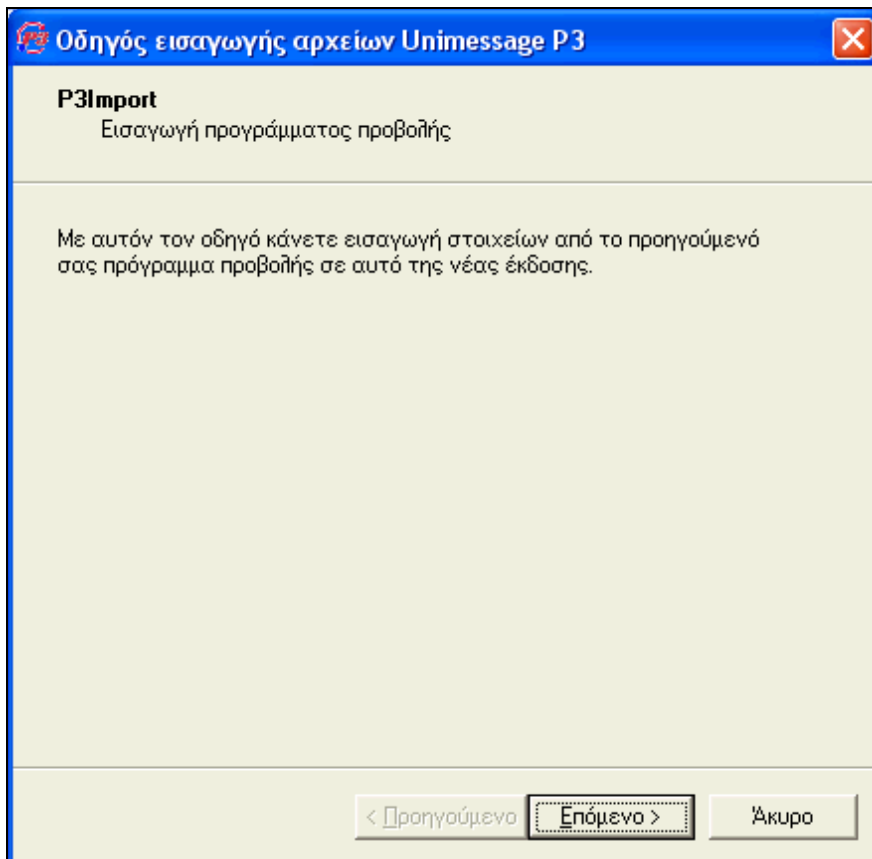 Οδηγός εισαγωγής αρχείων Unimessage P3
P3Import
Εισαγωγή προγράμματος προβολής
Με αυτόν τον οδηγό κάνετε εισαγωγή στοιχείων από το προηγούμενό
σας πρόγραμμα προβολής σε αυτό της νέας έκδοσης.
< Προηγούμενο Επόμενο > Άκυρο